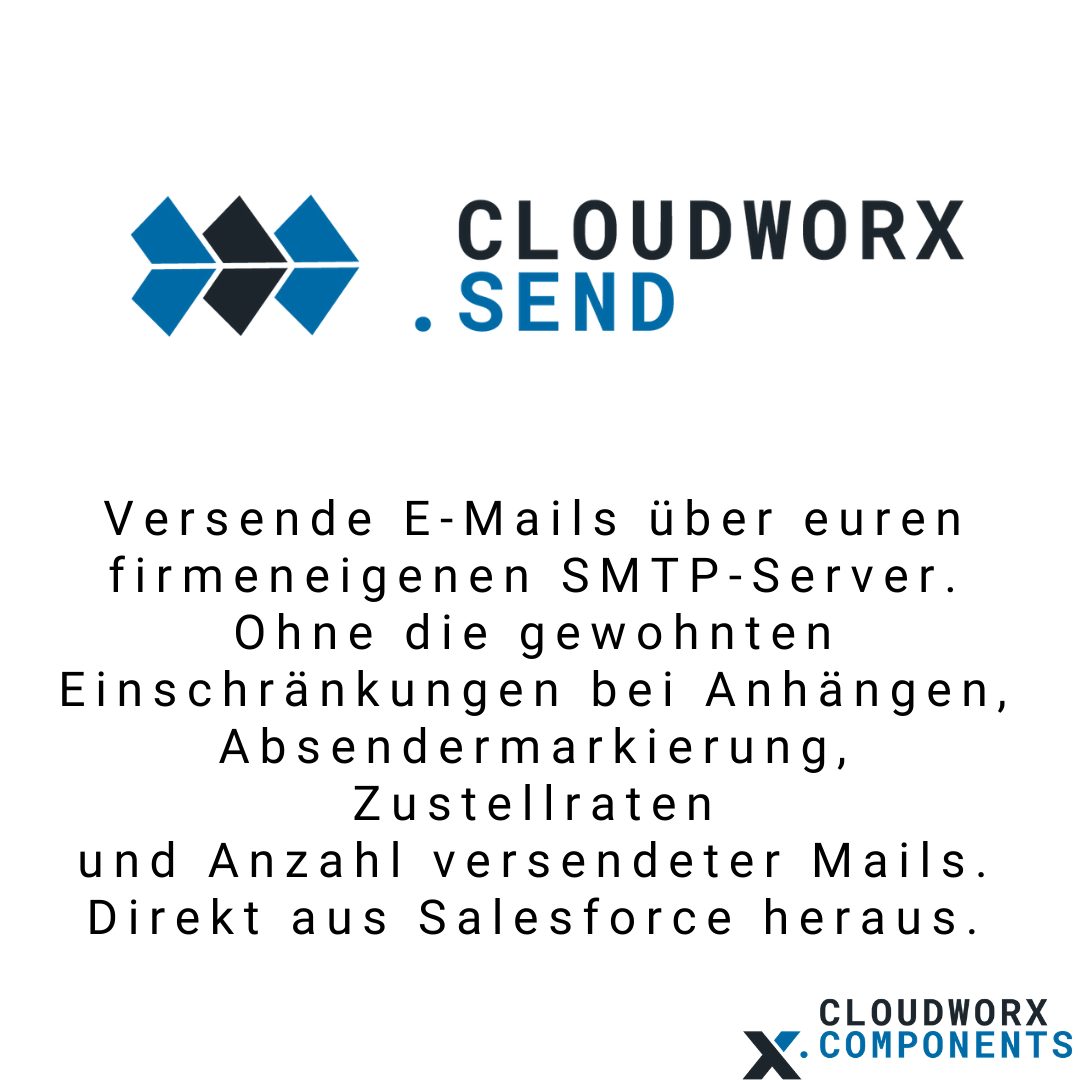 CLOUDWORX
.SEND
Versende E-Mails über euren
firmeneigenen SMTP-Server.
Ohne die gewohnten
Einschränkungen bei Anhängen,
Absendermarkierung,
Zustellraten
und Anzahl versendeter Mails.
Direkt aus Salesforce heraus.
CLOUDWORX
X.COMPONENTS